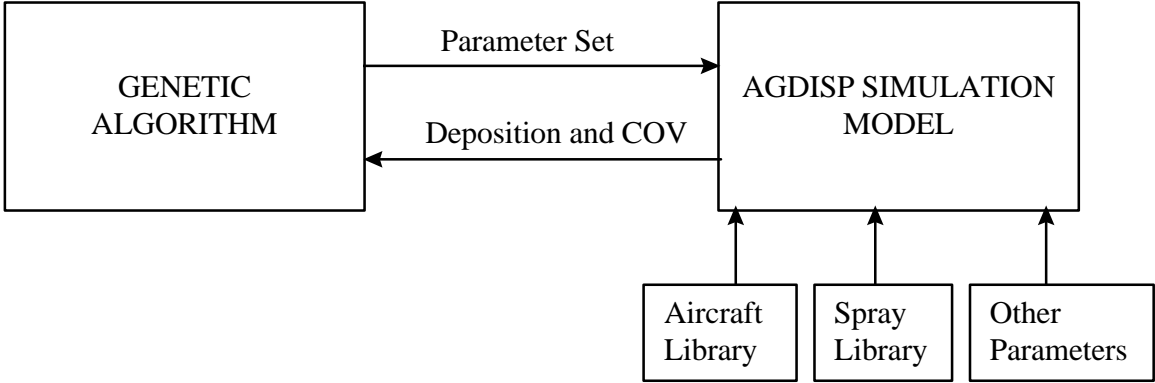 GENETIC
ALGORITHM
Parameter Set
Deposition and COV
AGDISP SIMULATION
MODEL
Aircraft
Library
Spray
Library
Other
Parameters